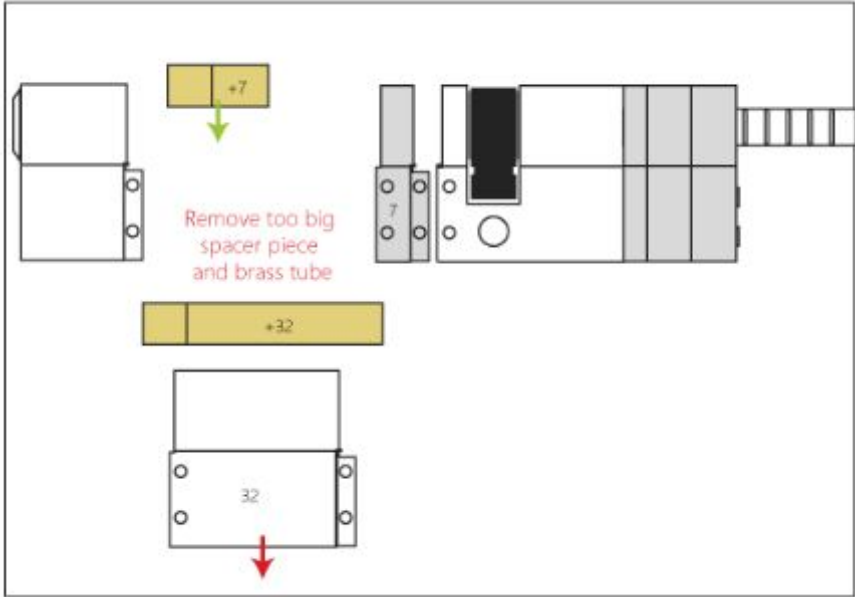 +7
7
Remove too big
spacer piece
and brass tube
+32
32